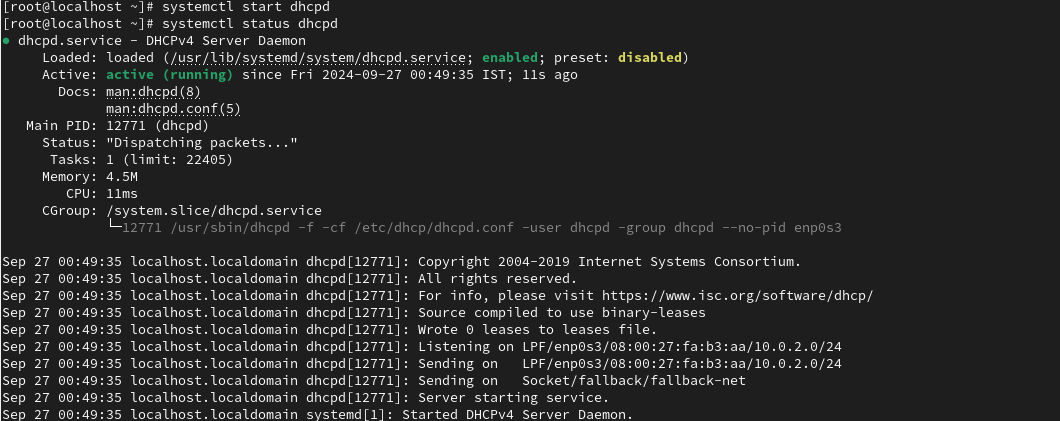 [root@localhost ~]# systemctl start dhcpd
[root@localhost ~]# systemctl status dhcpd
● dhcpd.service - DHCPv4 Server Daemon
     Loaded: loaded (/usr/lib/systemd/system/dhcpd.service; enabled; preset: disabled)
     Active: active (running) since Fri 2024-09-27 00:49:35 IST; 11s ago
       Docs: man:dhcpd(8)
             man:dhcpd.conf(5)
   Main PID: 12771 (dhcpd)
     Status: "Dispatching packets..."
      Tasks: 1 (limit: 22405)
     Memory: 4.5M
        CPU: 11ms
     CGroup: /system.slice/dhcpd.service
             └─12771 /usr/sbin/dhcpd -f -cf /etc/dhcp/dhcpd.conf -user dhcpd -group dhcpd --no-pid enp0s3

Sep 27 00:49:35 localhost.localdomain dhcpd[12771]: Copyright 2004-2019 Internet Systems Consortium.
Sep 27 00:49:35 localhost.localdomain dhcpd[12771]: All rights reserved.
Sep 27 00:49:35 localhost.localdomain dhcpd[12771]: For info, please visit https://www.isc.org/software/dhcp/
Sep 27 00:49:35 localhost.localdomain dhcpd[12771]: Source compiled to use binary-leases
Sep 27 00:49:35 localhost.localdomain dhcpd[12771]: Wrote 0 leases to leases file.
Sep 27 00:49:35 localhost.localdomain dhcpd[12771]: Listening on LPF/enp0s3/08:00:27:fa:b3:aa/10.0.2.0/24
Sep 27 00:49:35 localhost.localdomain dhcpd[12771]: Sending on   LPF/enp0s3/08:00:27:fa:b3:aa/10.0.2.0/24
Sep 27 00:49:35 localhost.localdomain dhcpd[12771]: Sending on   Socket/fallback/fallback-net
Sep 27 00:49:35 localhost.localdomain dhcpd[12771]: Server starting service.
Sep 27 00:49:35 localhost.localdomain systemd[1]: Started DHCPv4 Server Daemon.